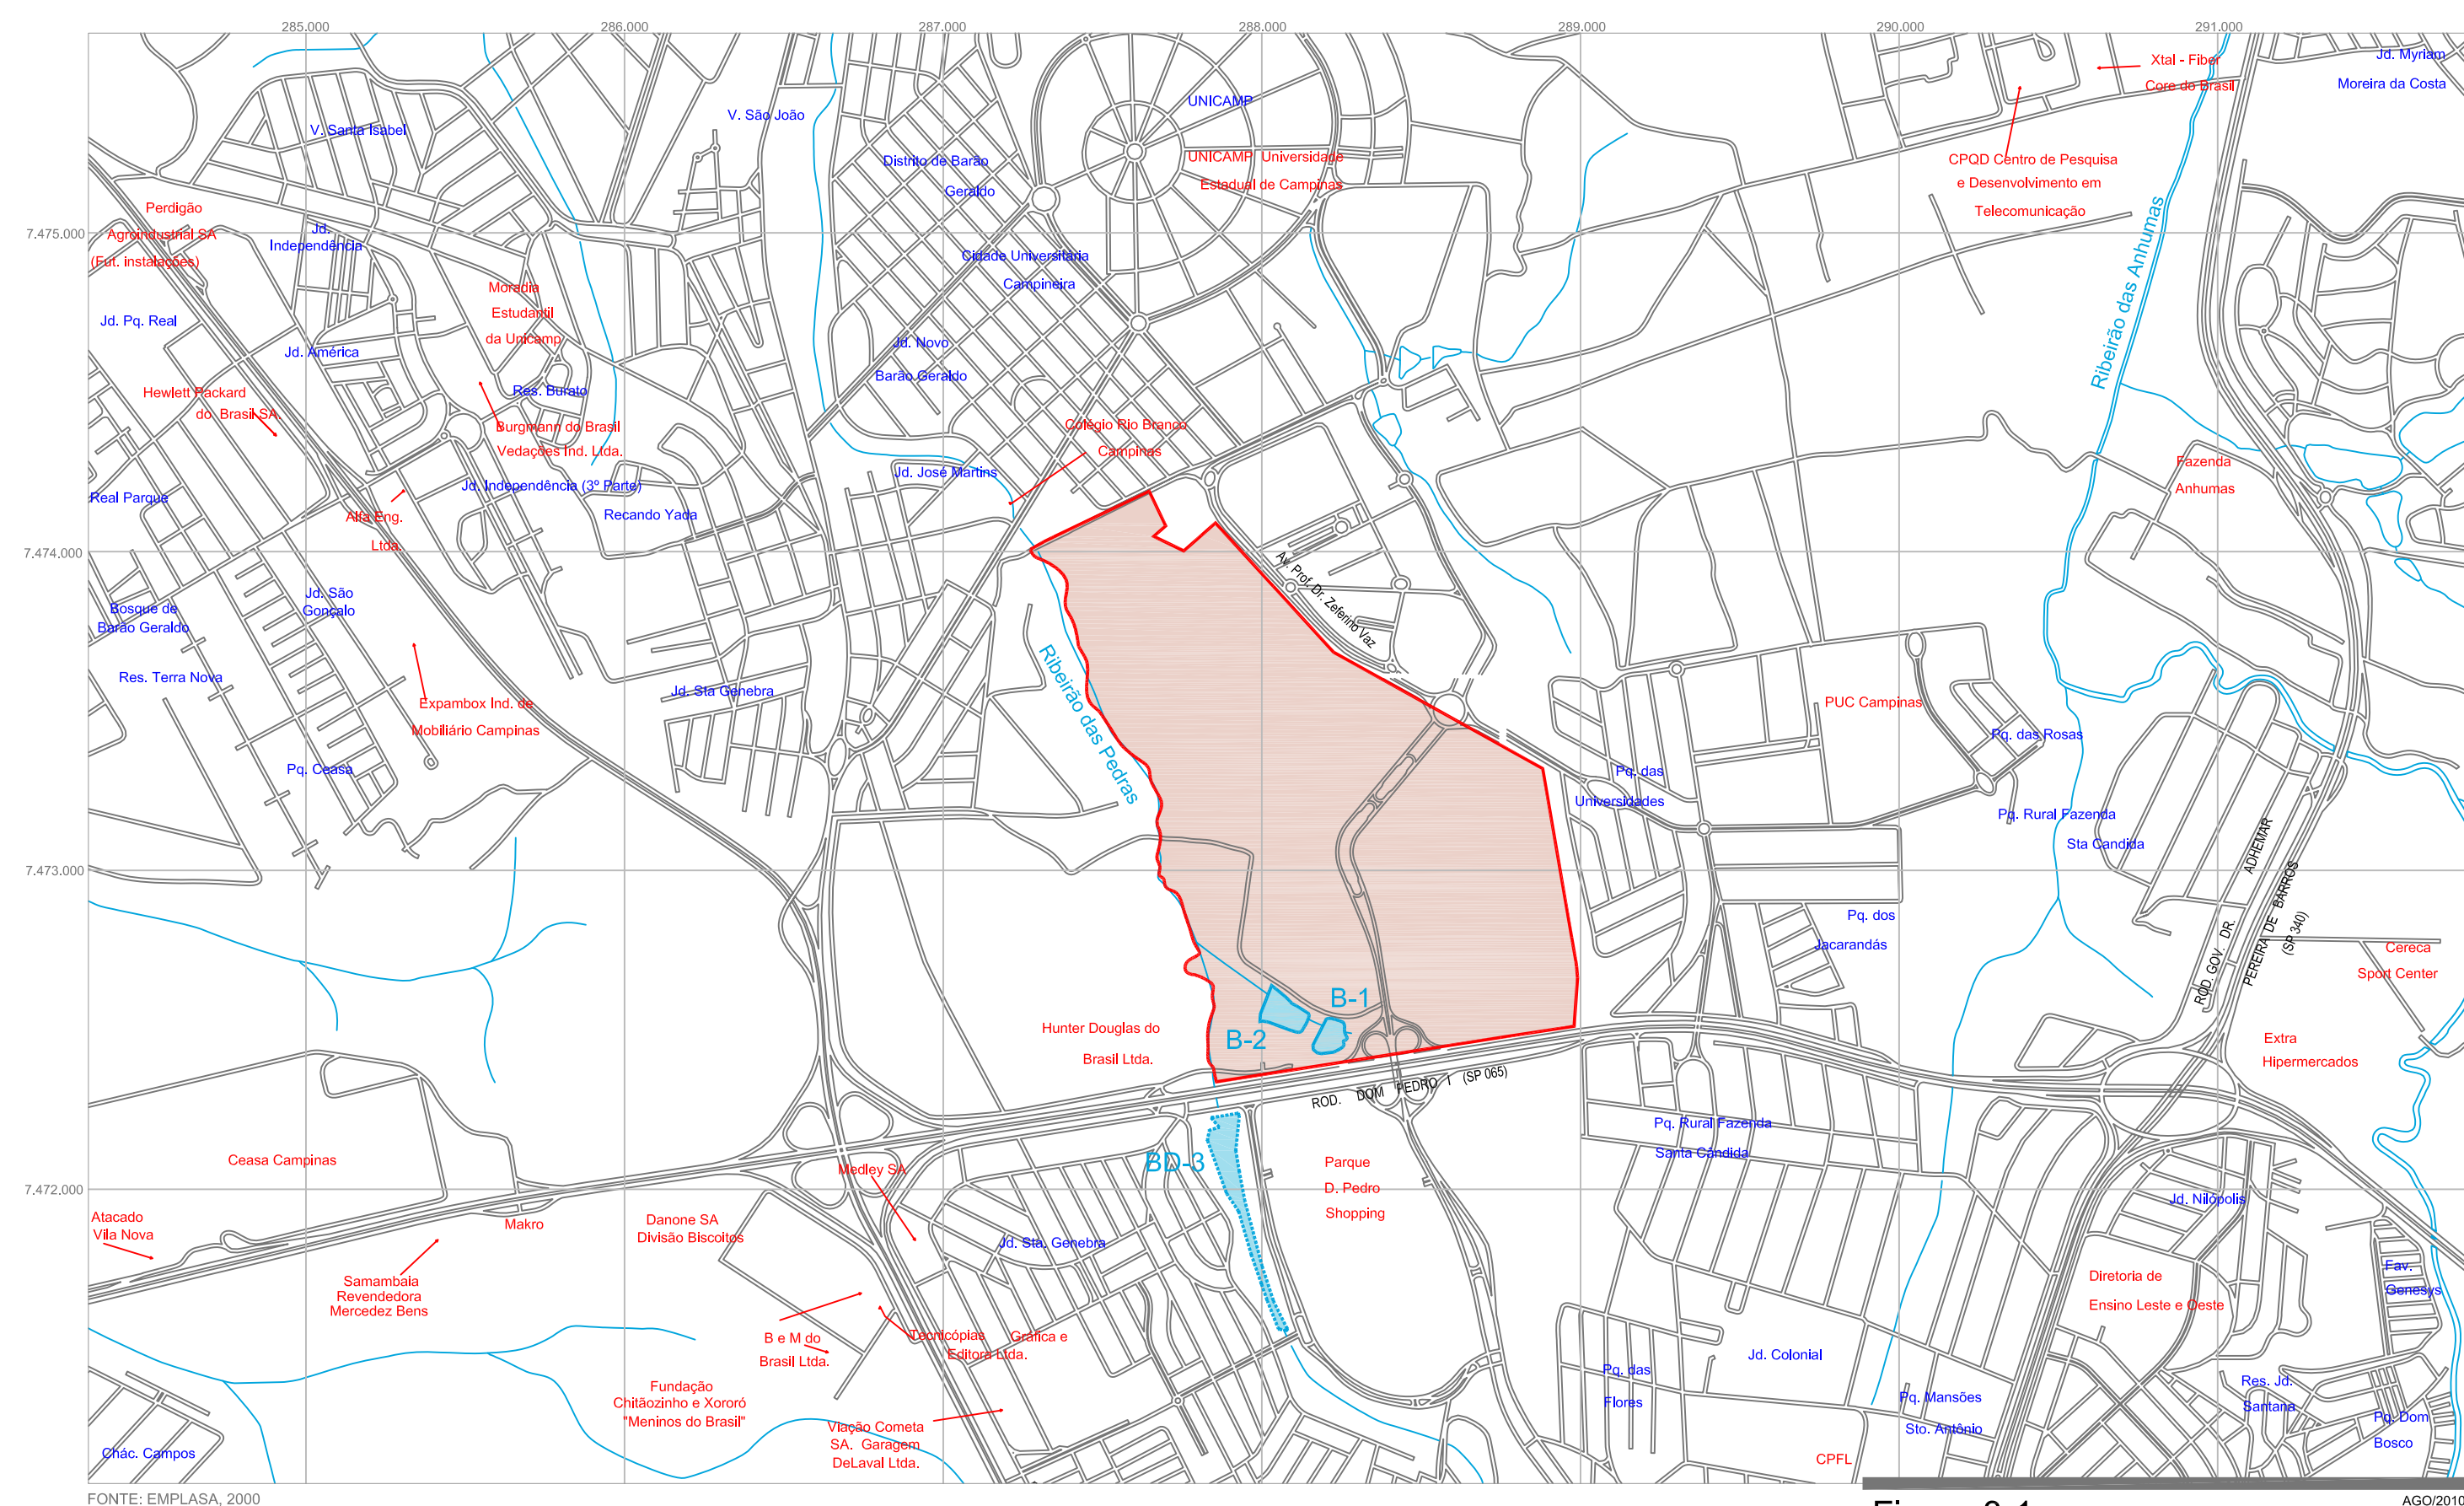 285.000
286.000
287.000
288.000
289.000
290.000
291.000
7.475.000
7.474.000
7.473.000
7.472.000
Jd. Myriam
Moreira da Costa
Xtal - Fiber
Core do Brasil
UNICAMP
V. São João
V. Santa Isabel
Distrito de Barão
Geraldo
UNICAMP Universidade
Estadual de Campinas
CPQD Centro de Pesquisa
e Desenvolvimento em
Telecomunicação
Ribeirão das Anhumas
Perdigão
Agroindustrial SA
(Fut. instalações)
Jd.
Independência
Cidade Universitária
Campineira
Moradia
Estudantil
da Unicamp
Jd. Pq. Real
Jd. América
Jd. Novo
Barão Geraldo
Hewlett Packard
do Brasil SA.
Res. Burato
Burgmann do Brasil
Vedações Ind. Ltda.
Colégio Rio Branco
Campinas
Jd. José Martins
Fazenda
Anhumas
Real Parque
Jd. Independência (3º Parte)
Recando Yada
Alfa Eng.
Ltda.
Av. Prof. Dr. Zeferino Vaz
Jd. São
Gonçalo
Bosque de
Barão Geraldo
Res. Terra Nova
Jd. Sta Genebra
Ribeirão das Pedras
Expambox Ind. de
Mobiliário Campinas
PUC Campinas
Pq. das Rosas
Pq. Ceasa
Pq. das
Universidades
Pq. Rural Fazenda
Sta Candida
ROD. GOV. DR.
ADHEMAR
PEREIRA DE BARROS
(SP 340)
Pq. dos
Jacarandás
Cereca
Sport Center
B-1
B-2
Hunter Douglas do
Brasil Ltda.
Extra
Hipermercados
ROD. DOM PEDRO I (SP 065)
Pq. Rural Fazenda
Santa Cândida
BD-3
Ceasa Campinas
Medley SA
Parque
D. Pedro
Shopping
Jd. Nilópolis
Atacado
Vila Nova
Makro
Danone SA
Divisão Biscoitos
Jd. Sta. Genebra
Samambaia
Revendedora
Mercedez Bens
Diretoria de
Ensino Leste e Oeste
Fav.
Genesys
B e M do
Brasil Ltda.
Tecnicópias Gráfica e
Editora Ltda.
Jd. Colonial
Pq. das
Flores
Fundação
Chitãozinho e Xororó
"Meninos do Brasil"
Viação Cometa
SA. Garagem
DeLaval Ltda.
Pq. Mansões
Sto. Antônio
Res. Jd.
Santana
Pq. Dom
Bosco
Chác. Campos
CPFL
FONTE: EMPLASA, 2000
AGO/2010